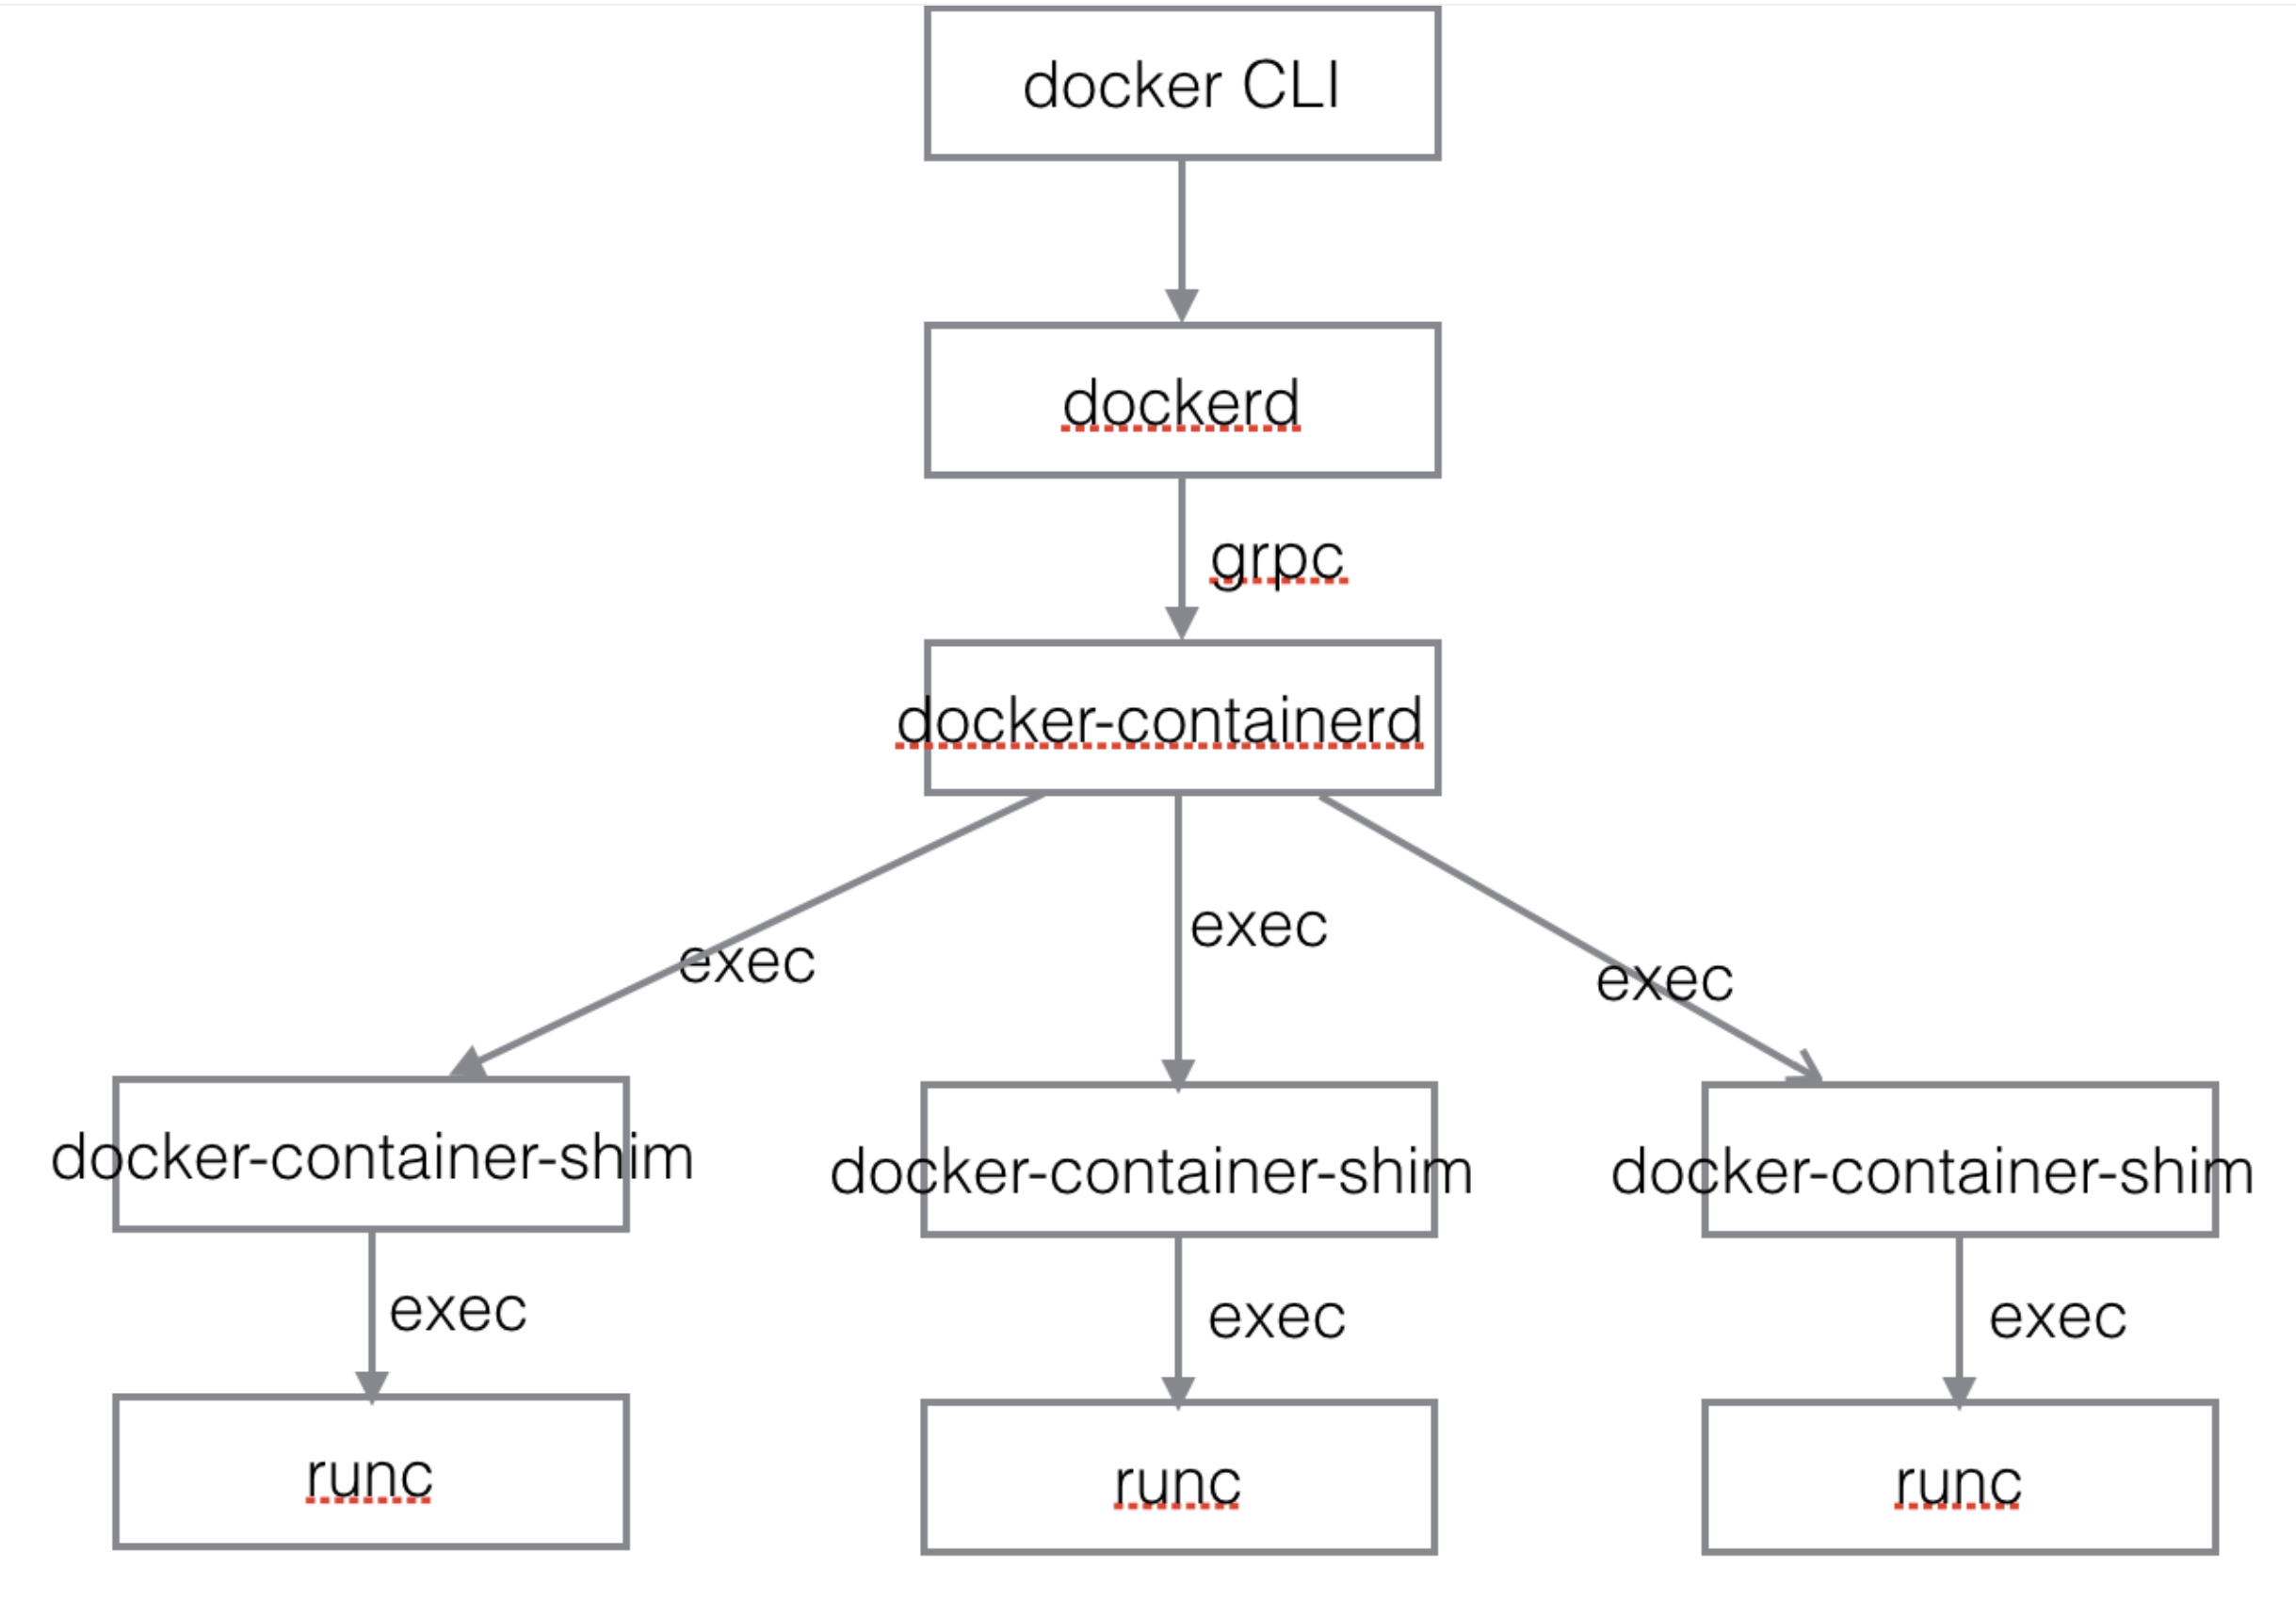 docker CLI
dockerd
grpc
docker-containerd
exec
exec
exec
docker-container-shim
docker-container-shim
docker-container-shim
exec
exec
exec
runc
runc
runc